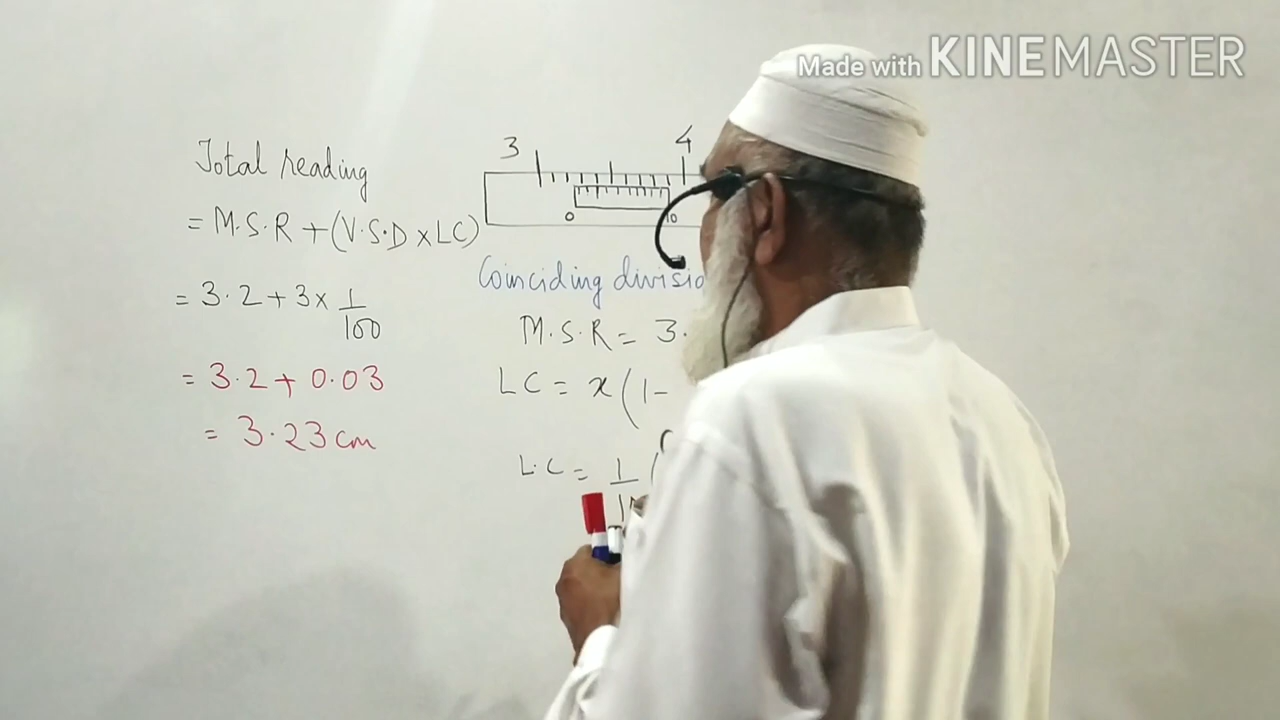 Made with KINEMASTER
Total reading
= M.S.R + (V.S.D x LC)
= 3.2 + 3 x 1/100
= 3.2 + 0.03
= 3.23 cm
3 4
0 10
Coinciding divisio
M.S.R = 3.
LC = x(1-
L.C = 1